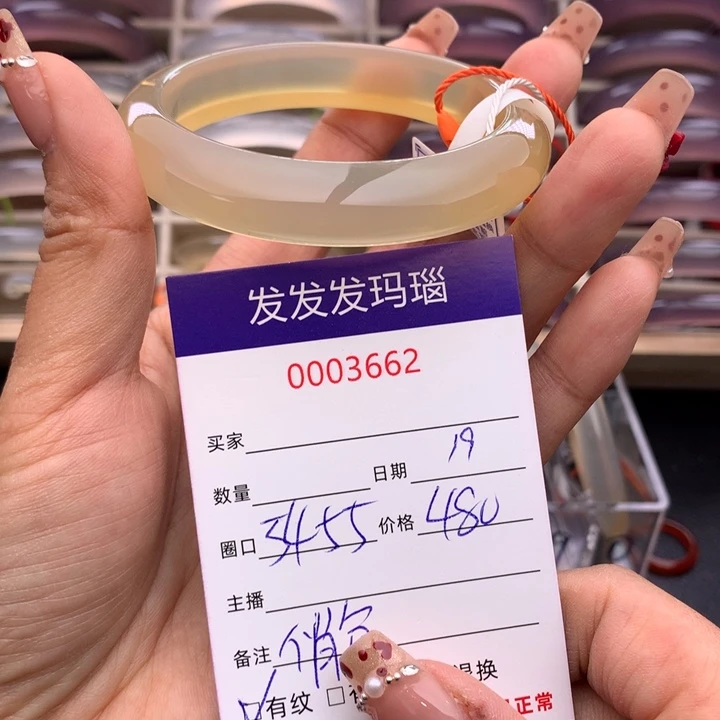 发发发玛瑙
0003662
买家
数量 日期 19
圈口 55 价格 480
主播
备注
有纹 退换
正常